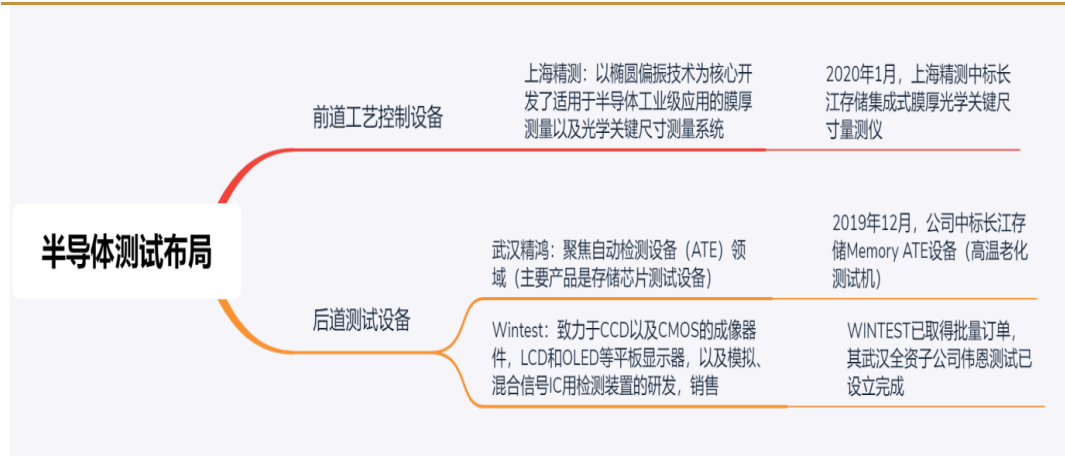 半导体测试布局
前道工艺控制设备
上海精测：以椭圆偏振技术为核心开
发了适用于半导体工业级应用的膜厚
测量以及光学关键尺寸测量系统
2020年1月，上海精测中标长
江存储集成式膜厚光学关键尺
寸量测仪
后道测试设备
武汉精鸿：聚焦自动检测设备（ATE）领
域（主要产品是存储芯片测试设备）
2019年12月，公司中标长江存
储Memory ATE设备（高温老化
测试机）
Wintest：致力于CCD以及CMOS的成像器
件，LCD和OLED等平板显示器，以及模拟、
混合信号IC用检测装置的研发，销售
WINTEST已取得批量订单，
其武汉全资子公司伟恩测试已
设立完成